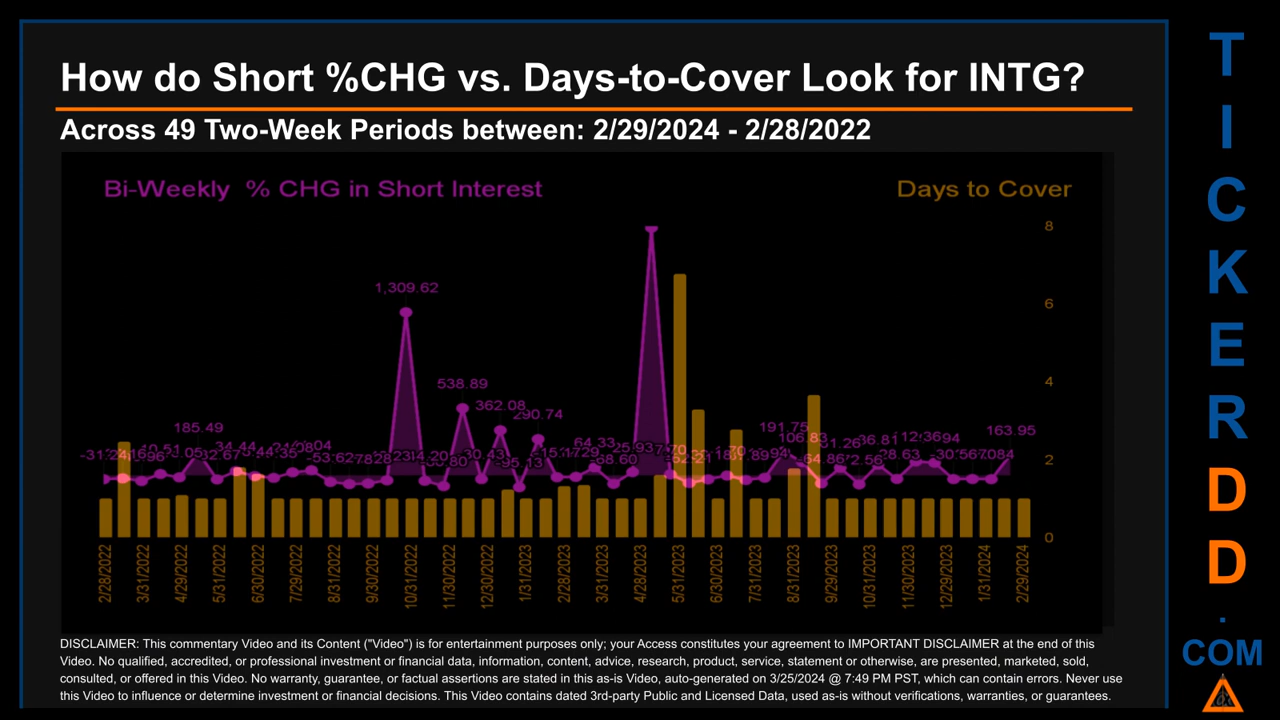 How do Short %CHG vs. Days-to-Cover Look for INTG?
Across 49 Two-Week Periods between: 2/29/2024 - 2/28/2022
Bi-Weekly % CHG in Short Interest
Days to Cover
8
6
4
2
0
1,309.62
538.89
362.08
290.74
185.49
64.33
191.75
106.83
163.95
2/28/2022
3/31/2022
4/29/2022
5/31/2022
6/30/2022
7/29/2022
8/31/2022
9/30/2022
10/31/2022
11/30/2022
12/30/2022
1/31/2023
2/28/2023
3/31/2023
4/28/2023
5/31/2023
6/30/2023
7/31/2023
8/31/2023
9/29/2023
10/31/2023
11/30/2023
12/29/2023
1/31/2024
2/29/2024
DISCLAIMER: This commentary Video and its Content ("Video") is for entertainment purposes only; your Access constitutes your agreement to IMPORTANT DISCLAIMER at the end of this
Video. No qualified, accredited, or professional investment or financial data, information, content, advice, research, product, service, statement or otherwise, are presented, marketed, sold,
consulted, or offered in this Video. No warranty, guarantee, or factual assertions are stated in this as-is Video, auto-generated on 3/25/2024 @ 7:49 PM PST, which can contain errors. Never use
this Video to influence or determine investment or financial decisions. This Video contains dated 3rd-party Public and Licensed Data, used as-is without verifications, warranties, or guarantees.
T
I
C
K
E
R
D
D
.
COM